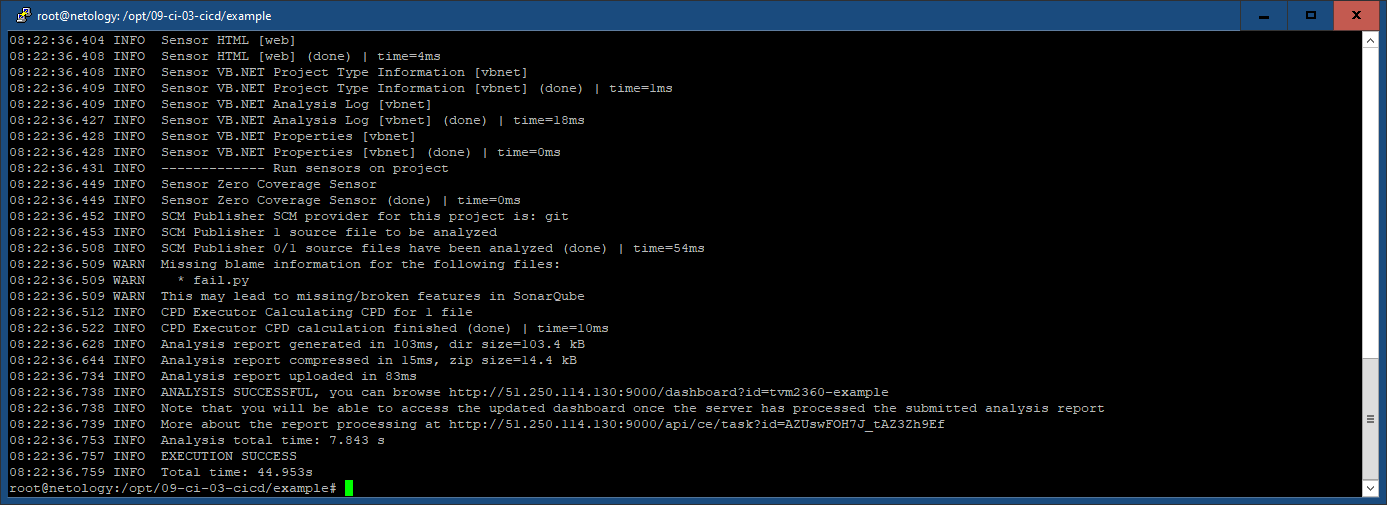 root@netology: /opt/09-ci-03-cicd/example
08:22:36.404 INFO  Sensor HTML [web]
08:22:36.408 INFO  Sensor HTML [web] (done) | time=4ms
08:22:36.408 INFO  Sensor VB.NET Project Type Information [vbnet]
08:22:36.409 INFO  Sensor VB.NET Project Type Information [vbnet] (done) | time=1ms
08:22:36.409 INFO  Sensor VB.NET Analysis Log [vbnet]
08:22:36.427 INFO  Sensor VB.NET Analysis Log [vbnet] (done) | time=18ms
08:22:36.428 INFO  Sensor VB.NET Properties [vbnet]
08:22:36.428 INFO  Sensor VB.NET Properties [vbnet] (done) | time=0ms
08:22:36.431 INFO  ------------- Run sensors on project
08:22:36.449 INFO  Sensor Zero Coverage Sensor
08:22:36.449 INFO  Sensor Zero Coverage Sensor (done) | time=0ms
08:22:36.452 INFO  SCM Publisher SCM provider for this project is: git
08:22:36.453 INFO  SCM Publisher 1 source file to be analyzed
08:22:36.508 INFO  SCM Publisher 0/1 source files have been analyzed (done) | time=54ms
08:22:36.509 WARN  Missing blame information for the following files:
08:22:36.509 WARN    * fail.py
08:22:36.509 WARN  This may lead to missing/broken features in SonarQube
08:22:36.512 INFO  CPD Executor Calculating CPD for 1 file
08:22:36.522 INFO  CPD Executor CPD calculation finished (done) | time=10ms
08:22:36.628 INFO  Analysis report generated in 103ms, dir size=103.4 kB
08:22:36.644 INFO  Analysis report compressed in 15ms, zip size=14.4 kB
08:22:36.734 INFO  Analysis report uploaded in 83ms
08:22:36.738 INFO  ANALYSIS SUCCESSFUL, you can browse http://51.250.114.130:9000/dashboard?id=tvm2360-example
08:22:36.738 INFO  Note that you will be able to access the updated dashboard once the server has processed the submitted analysis report
08:22:36.739 INFO  More about the report processing at http://51.250.114.130:9000/api/ce/task?id=AZUswFOH7J_tAZ3Zh9Ef
08:22:36.753 INFO  Analysis total time: 7.843 s
08:22:36.757 INFO  EXECUTION SUCCESS
08:22:36.759 INFO  Total time: 44.953s
root@netology:/opt/09-ci-03-cicd/example#